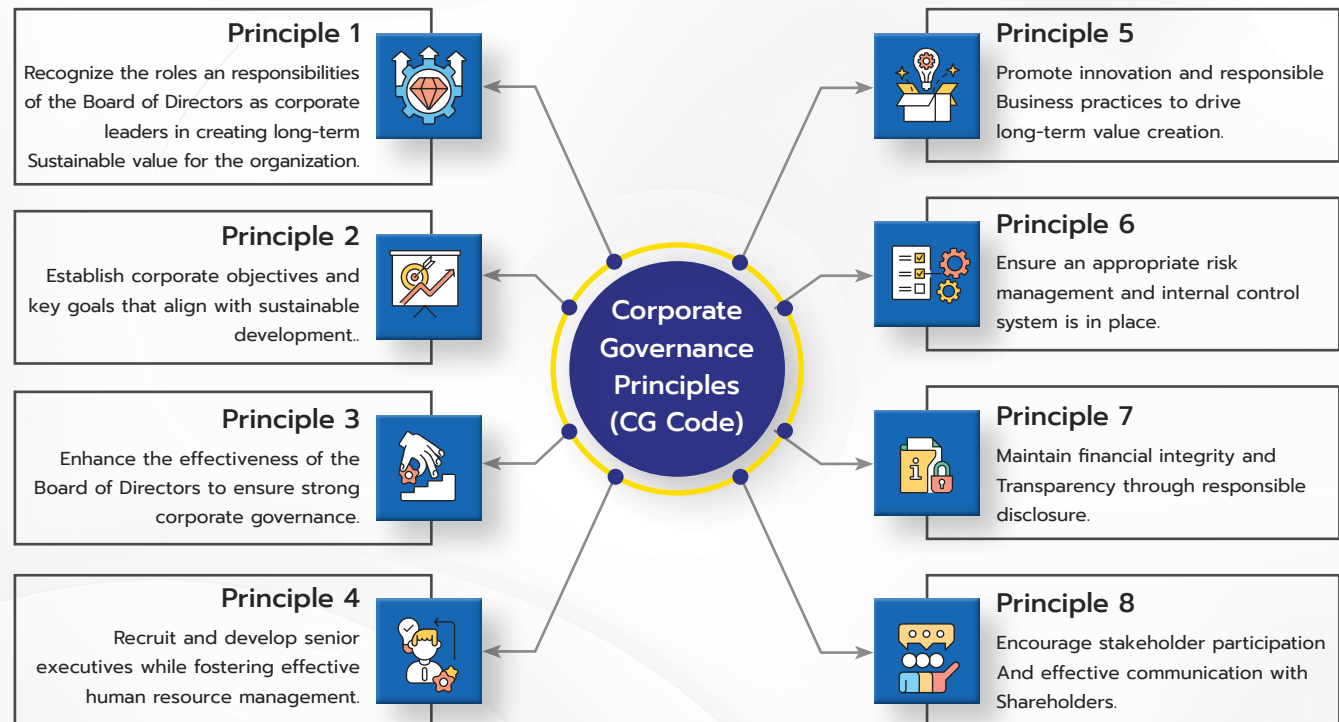 Principle 1
Recognize the roles an responsibilities
of the Board of Directors as corporate
leaders in creating long-term
Sustainable value for the organization.
Principle 2
Establish corporate objectives and
key goals that align with sustainable
development..
Principle 3
Enhance the effectiveness of the
Board of Directors to ensure strong
corporate governance.
Principle 4
Recruit and develop senior
executives while fostering effective
human resource management.
Corporate
Governance
Principles
(CG Code)
Principle 5
Promote innovation and responsible
Business practices to drive
long-term value creation.
Principle 6
Ensure an appropriate risk
management and internal control
system is in place.
Principle 7
Maintain financial integrity and
Transparency through responsible
disclosure.
Principle 8
Encourage stakeholder participation
And effective communication with
Shareholders.